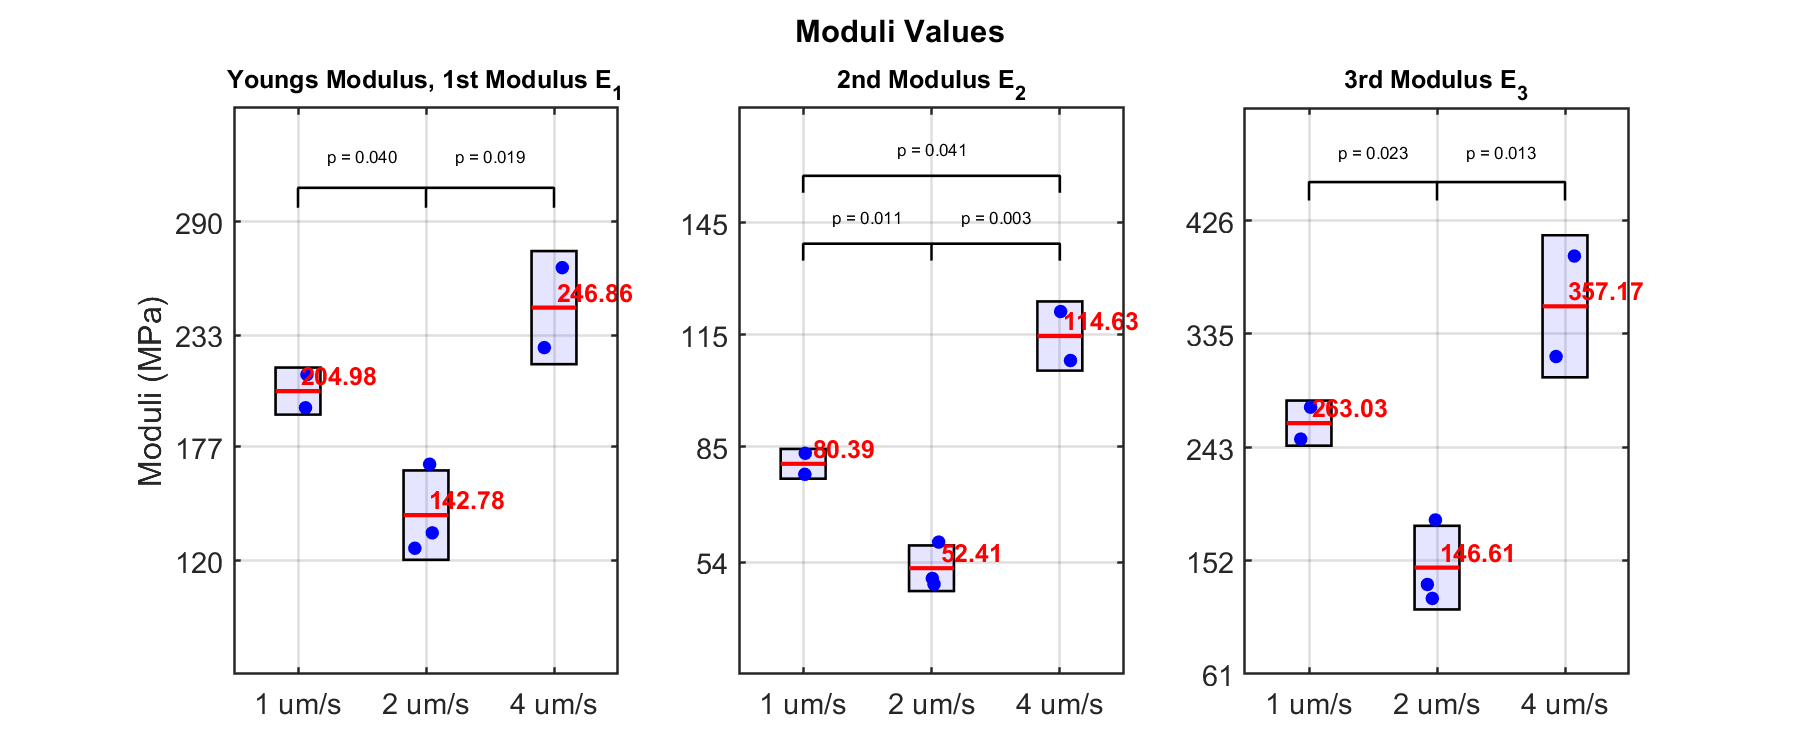 Moduli Values
Youngs Modulus, 1st Modulus E1
2nd Modulus E2
3rd Modulus E3
Moduli (MPa)
p = 0.040
p = 0.019
290
233
177
120
204.98
142.78
246.86
1 um/s
2 um/s
4 um/s
p = 0.041
p = 0.011
p = 0.003
145
115
85
54
80.39
52.41
114.63
1 um/s
2 um/s
4 um/s
p = 0.023
p = 0.013
426
335
243
152
61
263.03
146.61
357.17
1 um/s
2 um/s
4 um/s